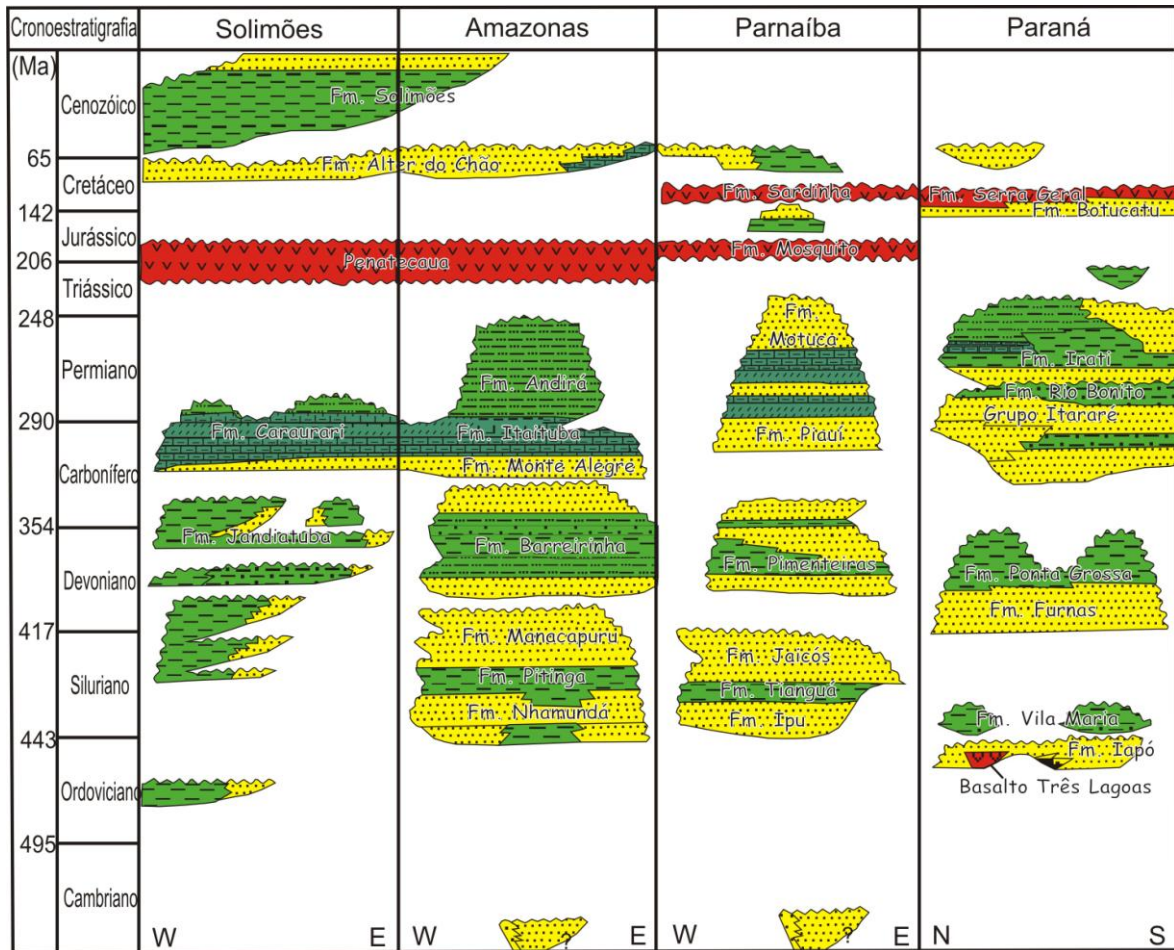 Cronoestratigrafia Solimões Amazonas Parnaíba Paraná
(Ma)
Cenozóico
Fm. Solimões
65
Fm. Alter do Chão
Cretáceo
Fm. Sardinha
Fm. Serra Geral
142
Fm. Botucatu
Jurássico
Penatecaua
Fm. Mosquito
206
Triássico
248
Fm.
Motuca
Permiano
Fm. Irati
Fm. Andirá
Fm. Rio Bonito
290
Grupo Itararé
Fm. Caraurari
Fm. Itaituba
Fm. Piauí
Carbonífero
Fm. Monte Alegre
354
Fm. Jandiatuba
Fm. Barreirinha
Fm. Pimenteiras
Devoniano
Fm. Ponta Grossa
Fm. Furnas
417
Fm. Manacapuru
Fm. Jaicós
Siluriano
Fm. Pitinga
Fm. Tianguá
Fm. Nhamundá
Fm. Ipu
Fm. Vila Maria
443
Fm. Iapó
Ordoviciano
Basalto Três Lagoas
495
Cambriano
? ?
W E W E W E N S